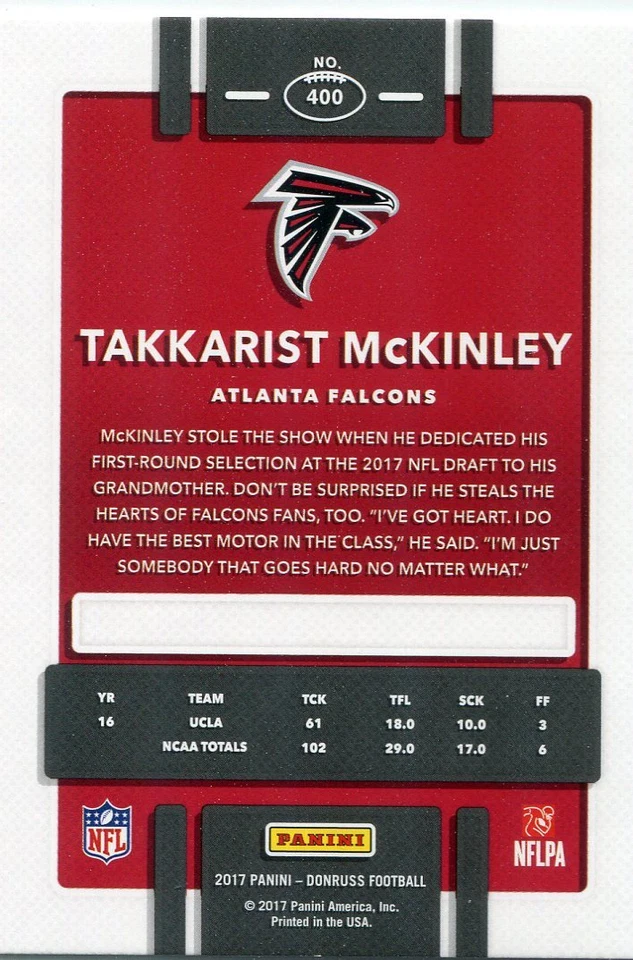 NO.
400
TAKKARIST McKINLEY
ATLANTA FALCONS
McKINLEY STOLE THE SHOW WHEN HE DEDICATED HIS
FIRST-ROUND SELECTION AT THE 2017 NFL DRAFT TO HIS
GRANDMOTHER. DON'T BE SURPRISED IF HE STEALS THE
HEARTS OF FALCONS FANS, TOO. "I'VE GOT HEART. I DO
HAVE THE BEST MOTOR IN THE CLASS," HE SAID. "I'M JUST
SOMEBODY THAT GOES HARD NO MATTER WHAT."
YR TEAM TCK TFL SCK FF
16 UCLA 61 18.0 10.0 3
NCAA TOTALS 102 29.0 17.0 6
NFL
PANINI
NFLPA
2017 PANINI – DONRUSS FOOTBALL
© 2017 Panini America, Inc.
Printed in the USA.